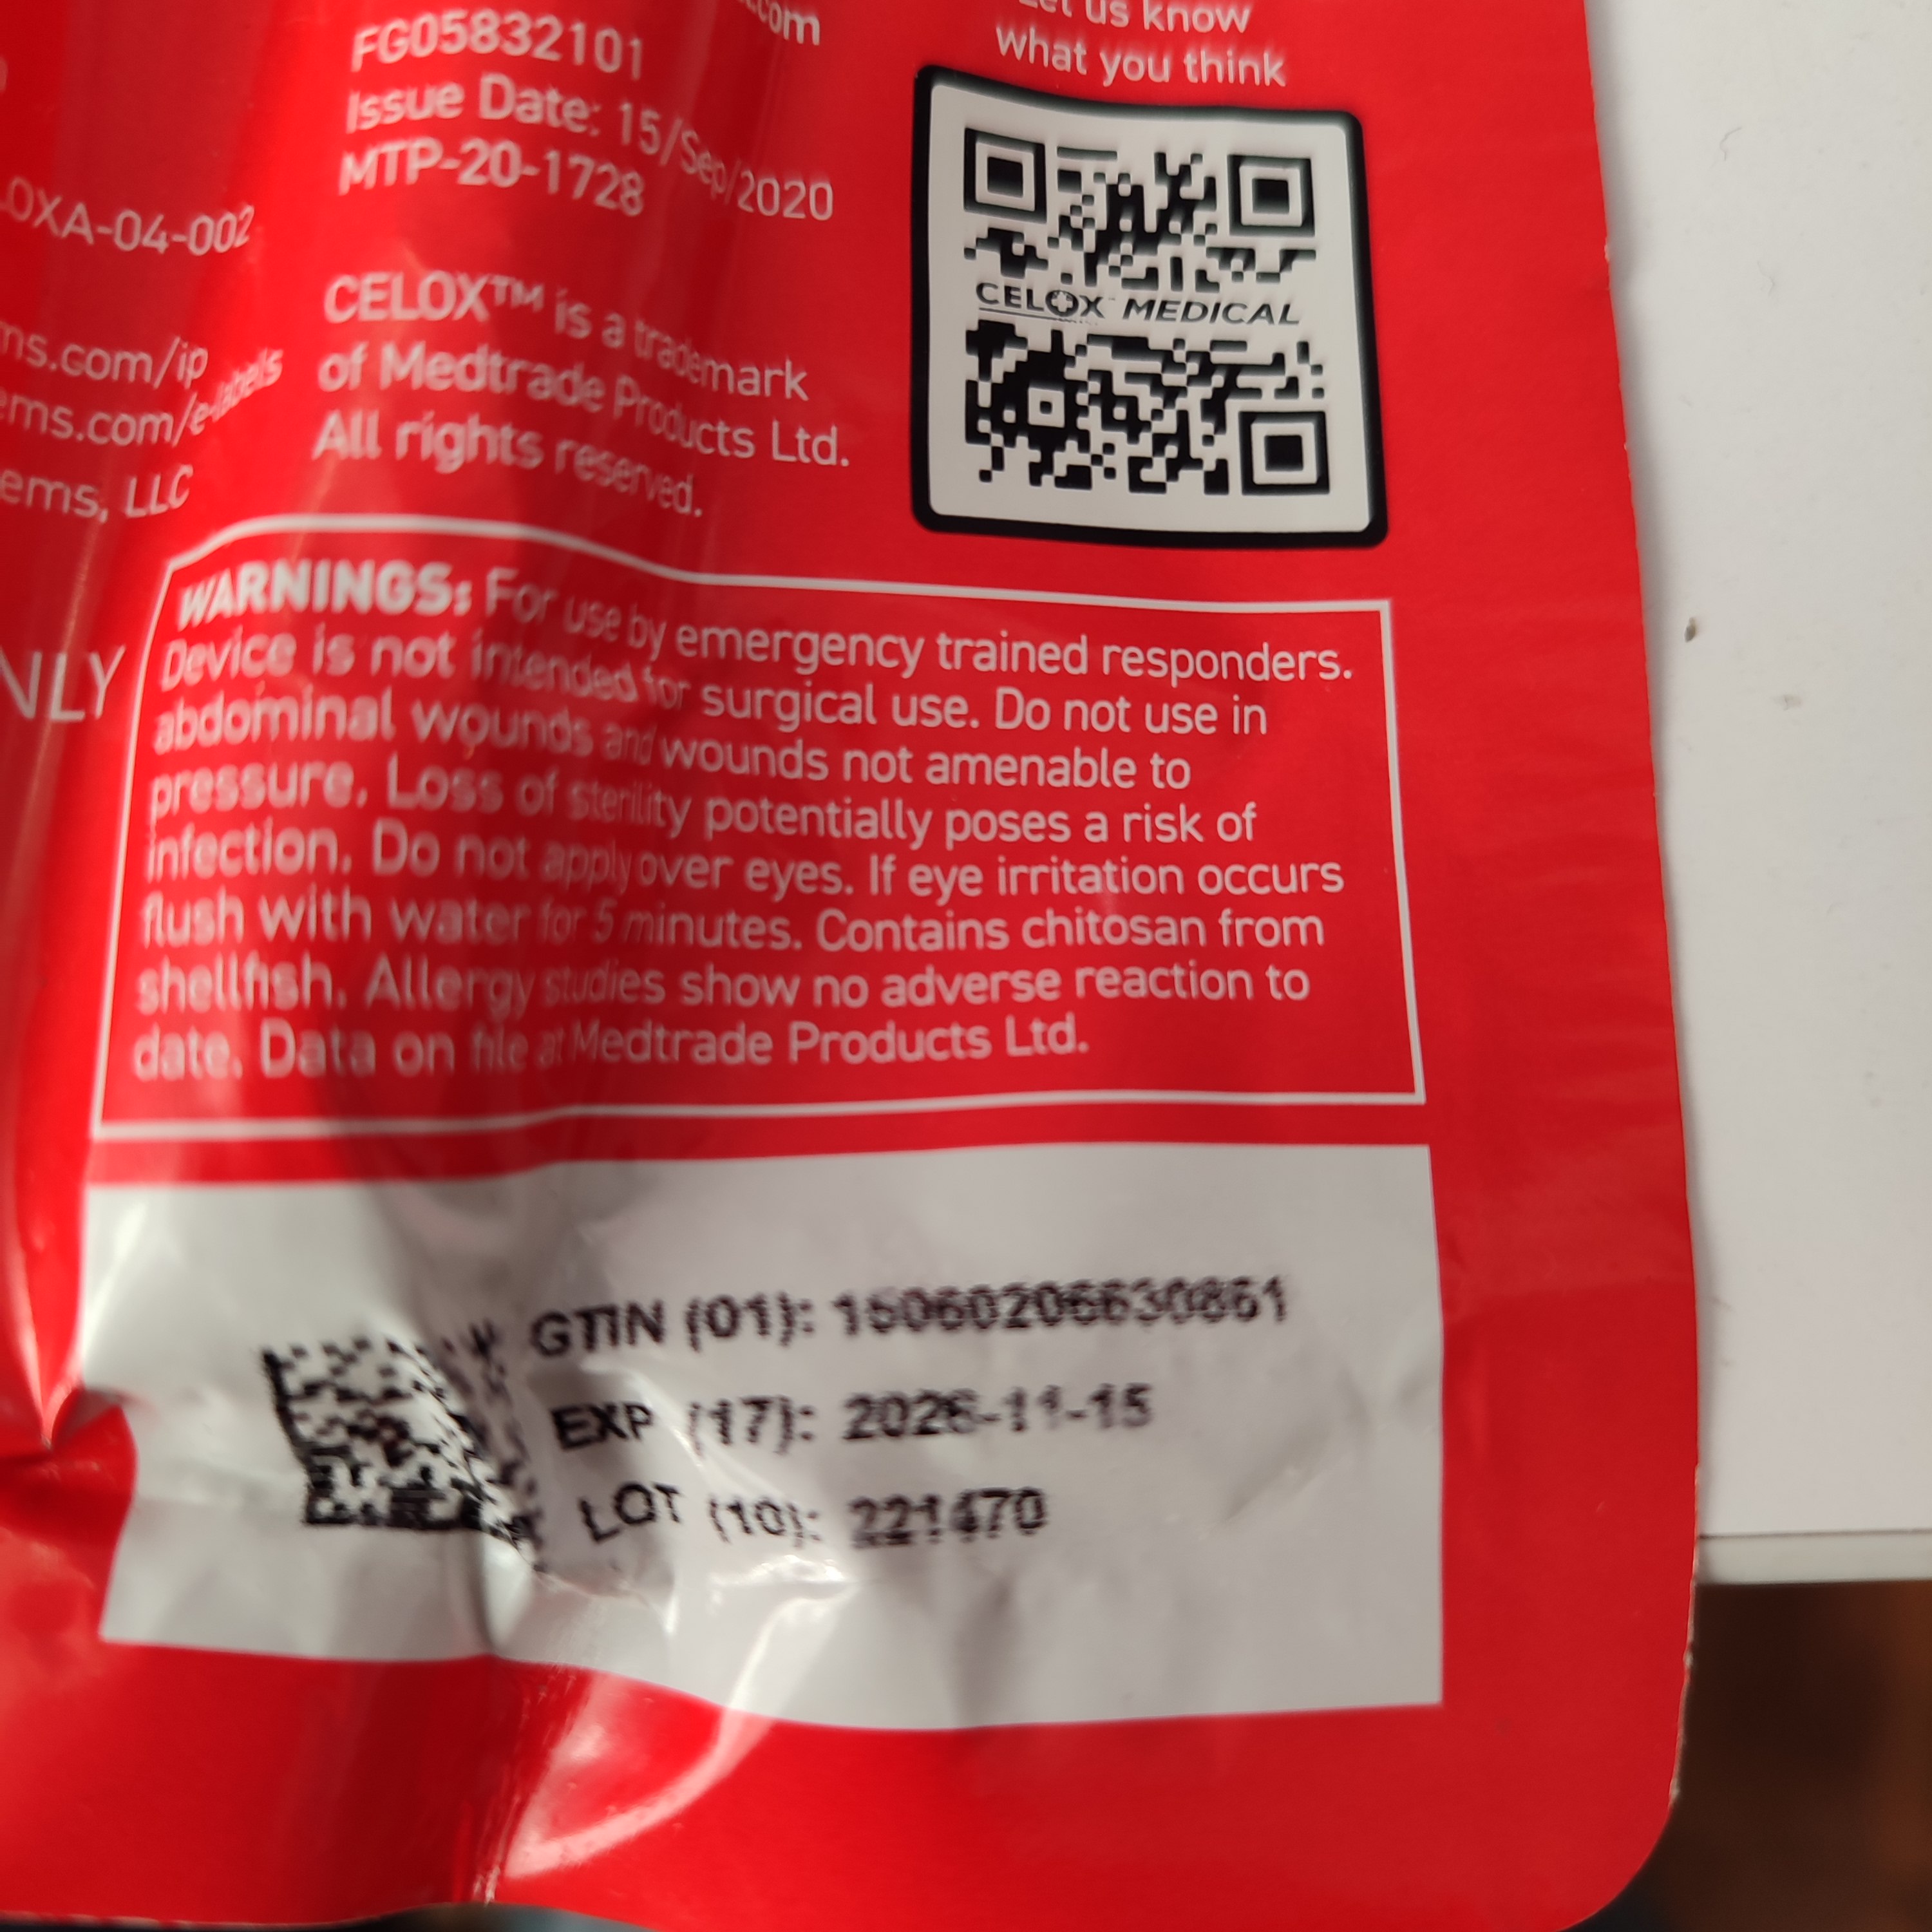 .com
FG05832101
Issue Date: 15/Sep/2020
MTP-20-1728
OXA-04-002
CELOX™ is a trademark
of Medtrade Products Ltd.
All rights reserved.
ms.com/ip
ems.com/e-labels
ems, LLC
NLY
Let us know
what you think
CELOX™ MEDICAL
WARNINGS: For use by emergency trained responders.
Device is not intended for surgical use. Do not use in
abdominal wounds and wounds not amenable to
pressure. Loss of sterility potentially poses a risk of
infection. Do not apply over eyes. If eye irritation occurs
flush with water for 5 minutes. Contains chitosan from
shellfish. Allergy studies show no adverse reaction to
date. Data on file at Medtrade Products Ltd.
GTIN (01): 15060206630861
EXP (17): 2026-11-15
LOT (10): 221470